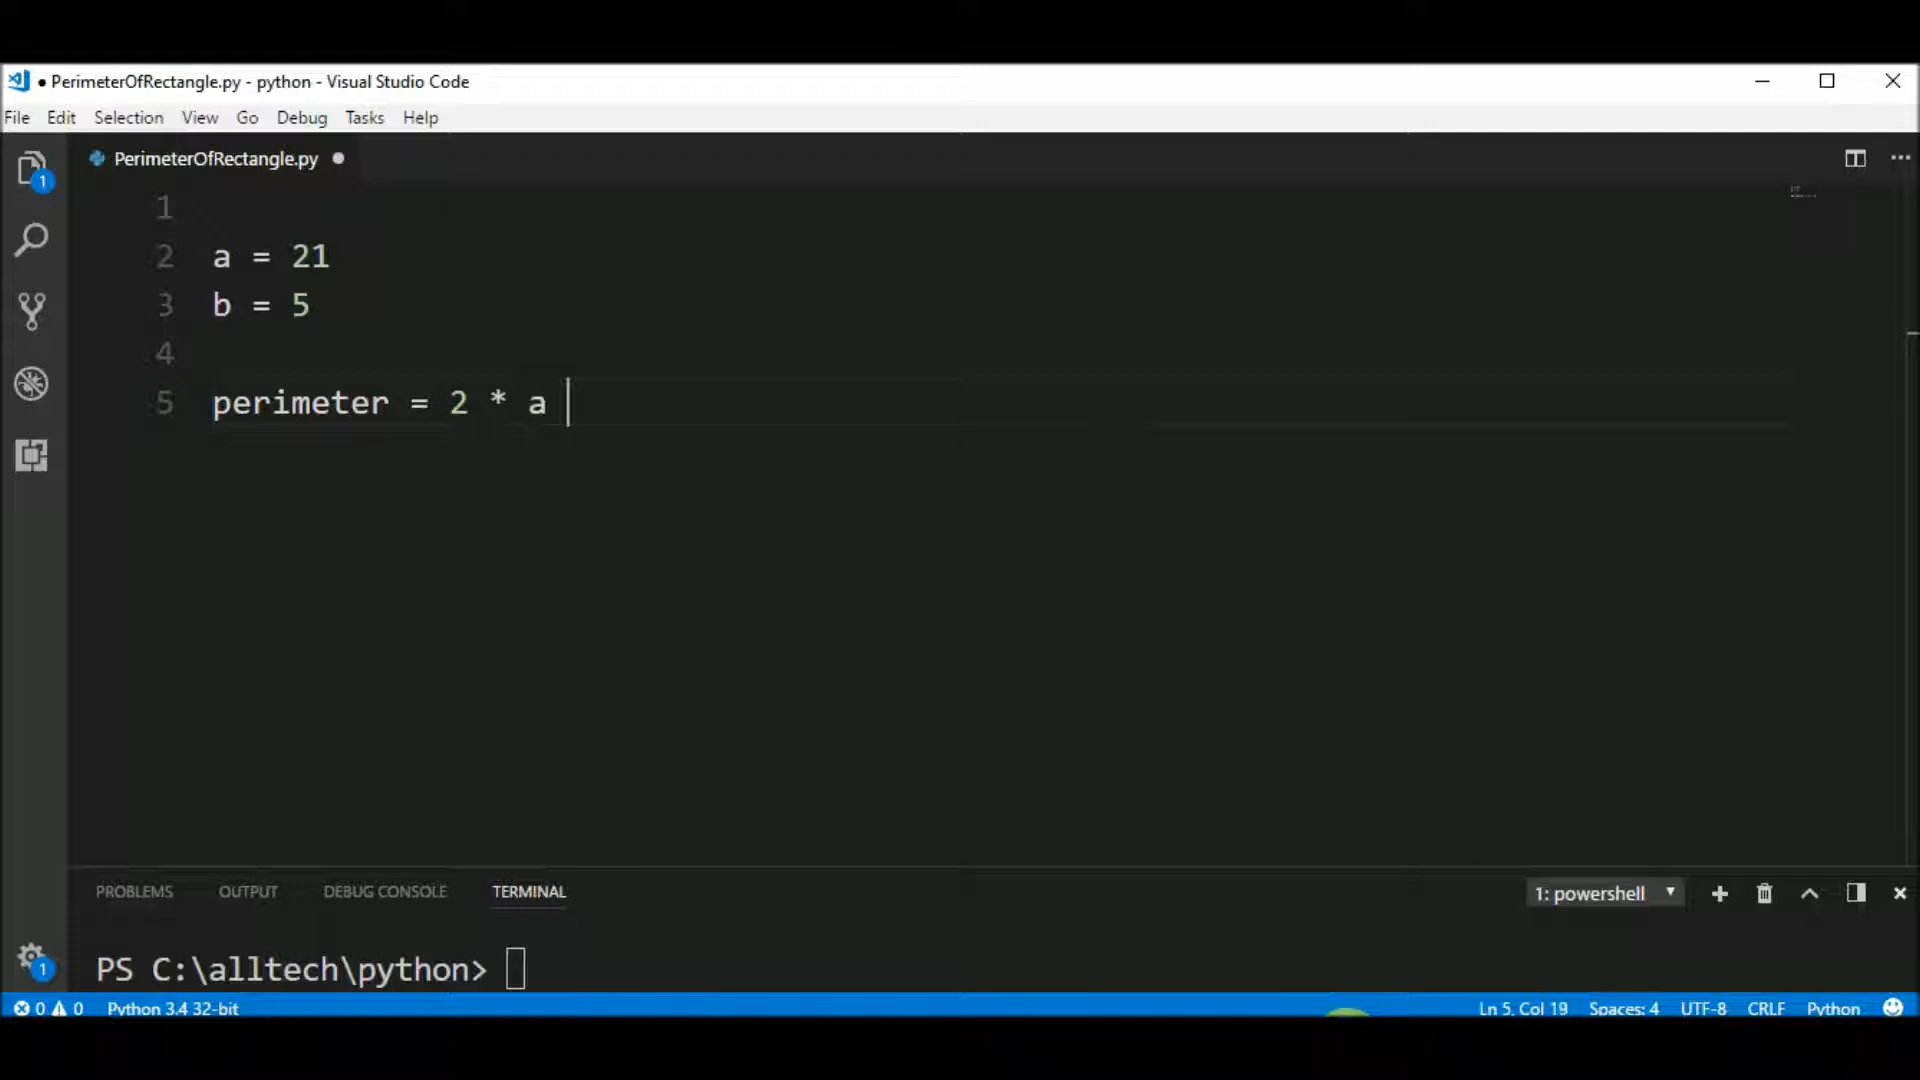 ● PerimeterOfRectangle.py - python - Visual Studio Code
File Edit Selection View Go Debug Tasks Help
PerimeterOfRectangle.py ●
1
2 a = 21
3 b = 5
4
5 perimeter = 2 * a
1
PROBLEMS OUTPUT DEBUG CONSOLE TERMINAL 1: powershell
PS C:\alltech\python>
1
0 0 Python 3.4 32-bit Ln 5, Col 19 Spaces: 4 UTF-8 CRLF Python